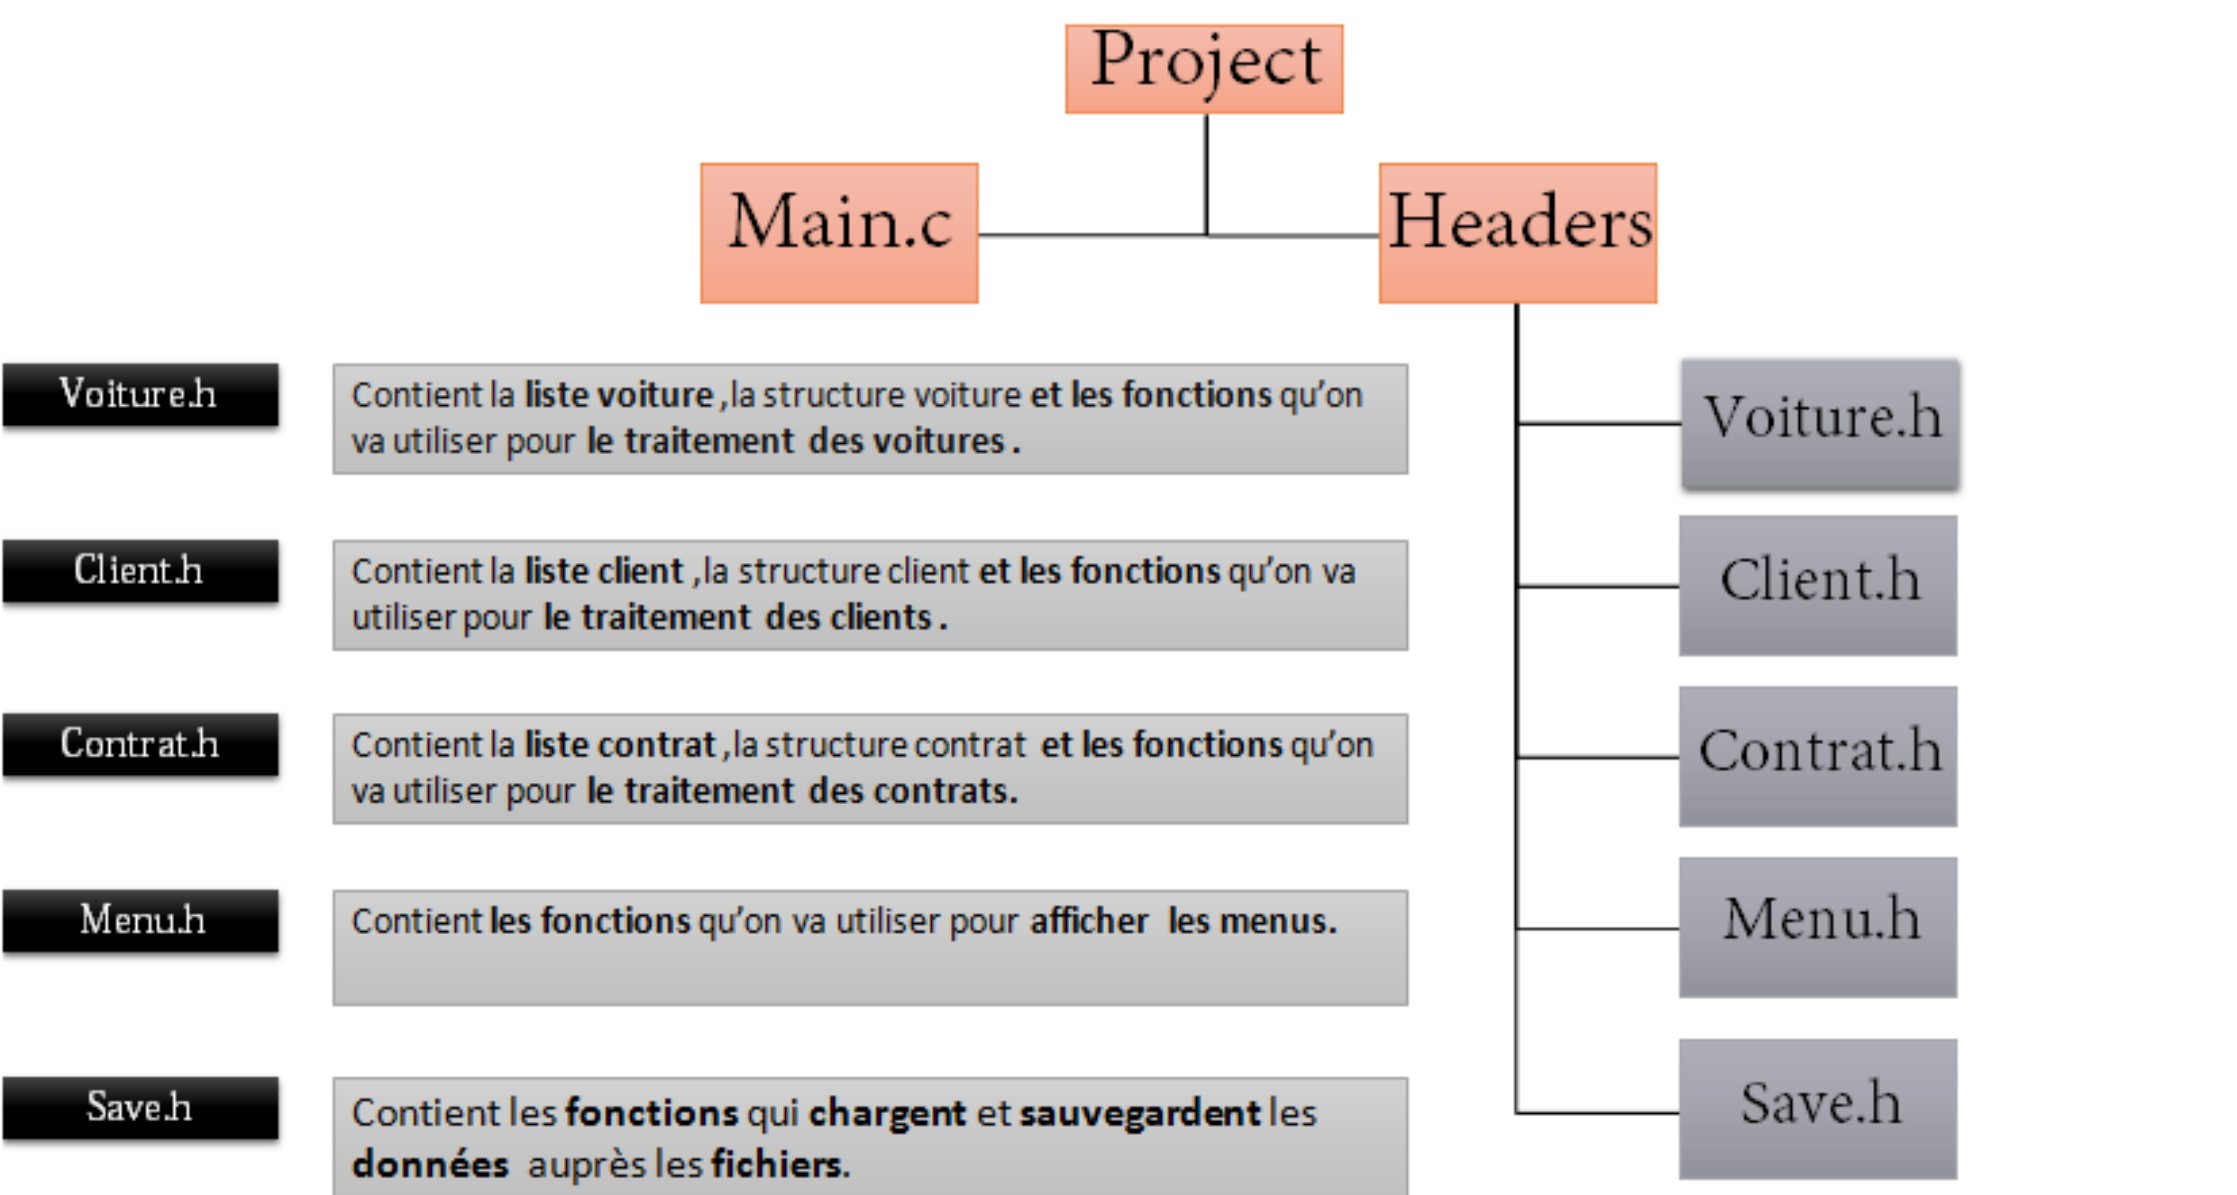 Project
Main.c
Headers
Voiture.h
Contient la liste voiture ,la structure voiture et les fonctions qu'on
va utiliser pour le traitement des voitures .
Voiture.h
Client.h
Contient la liste client ,la structure client et les fonctions qu'on va
utiliser pour le traitement des clients .
Client.h
Contrat.h
Contient la liste contrat ,la structure contrat et les fonctions qu'on
va utiliser pour le traitement des contrats.
Contrat.h
Menu.h
Contient les fonctions qu'on va utiliser pour afficher les menus.
Menu.h
Save.h
Contient les fonctions qui chargent et sauvegardent les
données auprès les fichiers.
Save.h